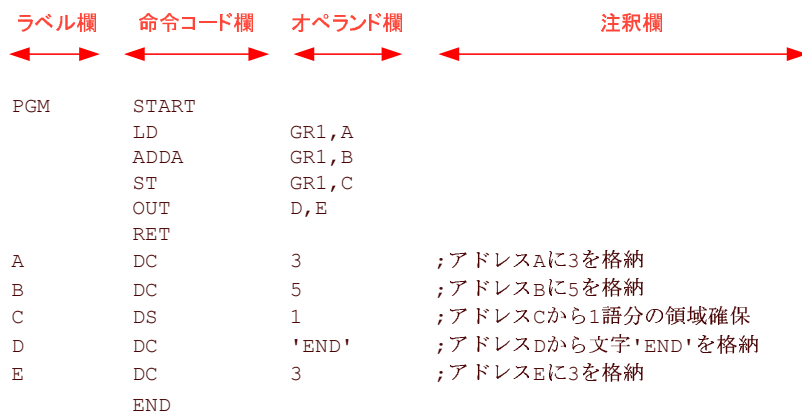 ラベル欄 命令コード欄 オペランド欄 注釈欄
PGM START
LD GR1,A
ADDA GR1,B
ST GR1,C
OUT D,E
RET
A DC 3 ;アドレスAに3を格納
B DC 5 ;アドレスBに5を格納
C DS 1 ;アドレスCから1語分の領域確保
D DC 'END' ;アドレスDから文字'END'を格納
E DC 3 ;アドレスEに3を格納
END